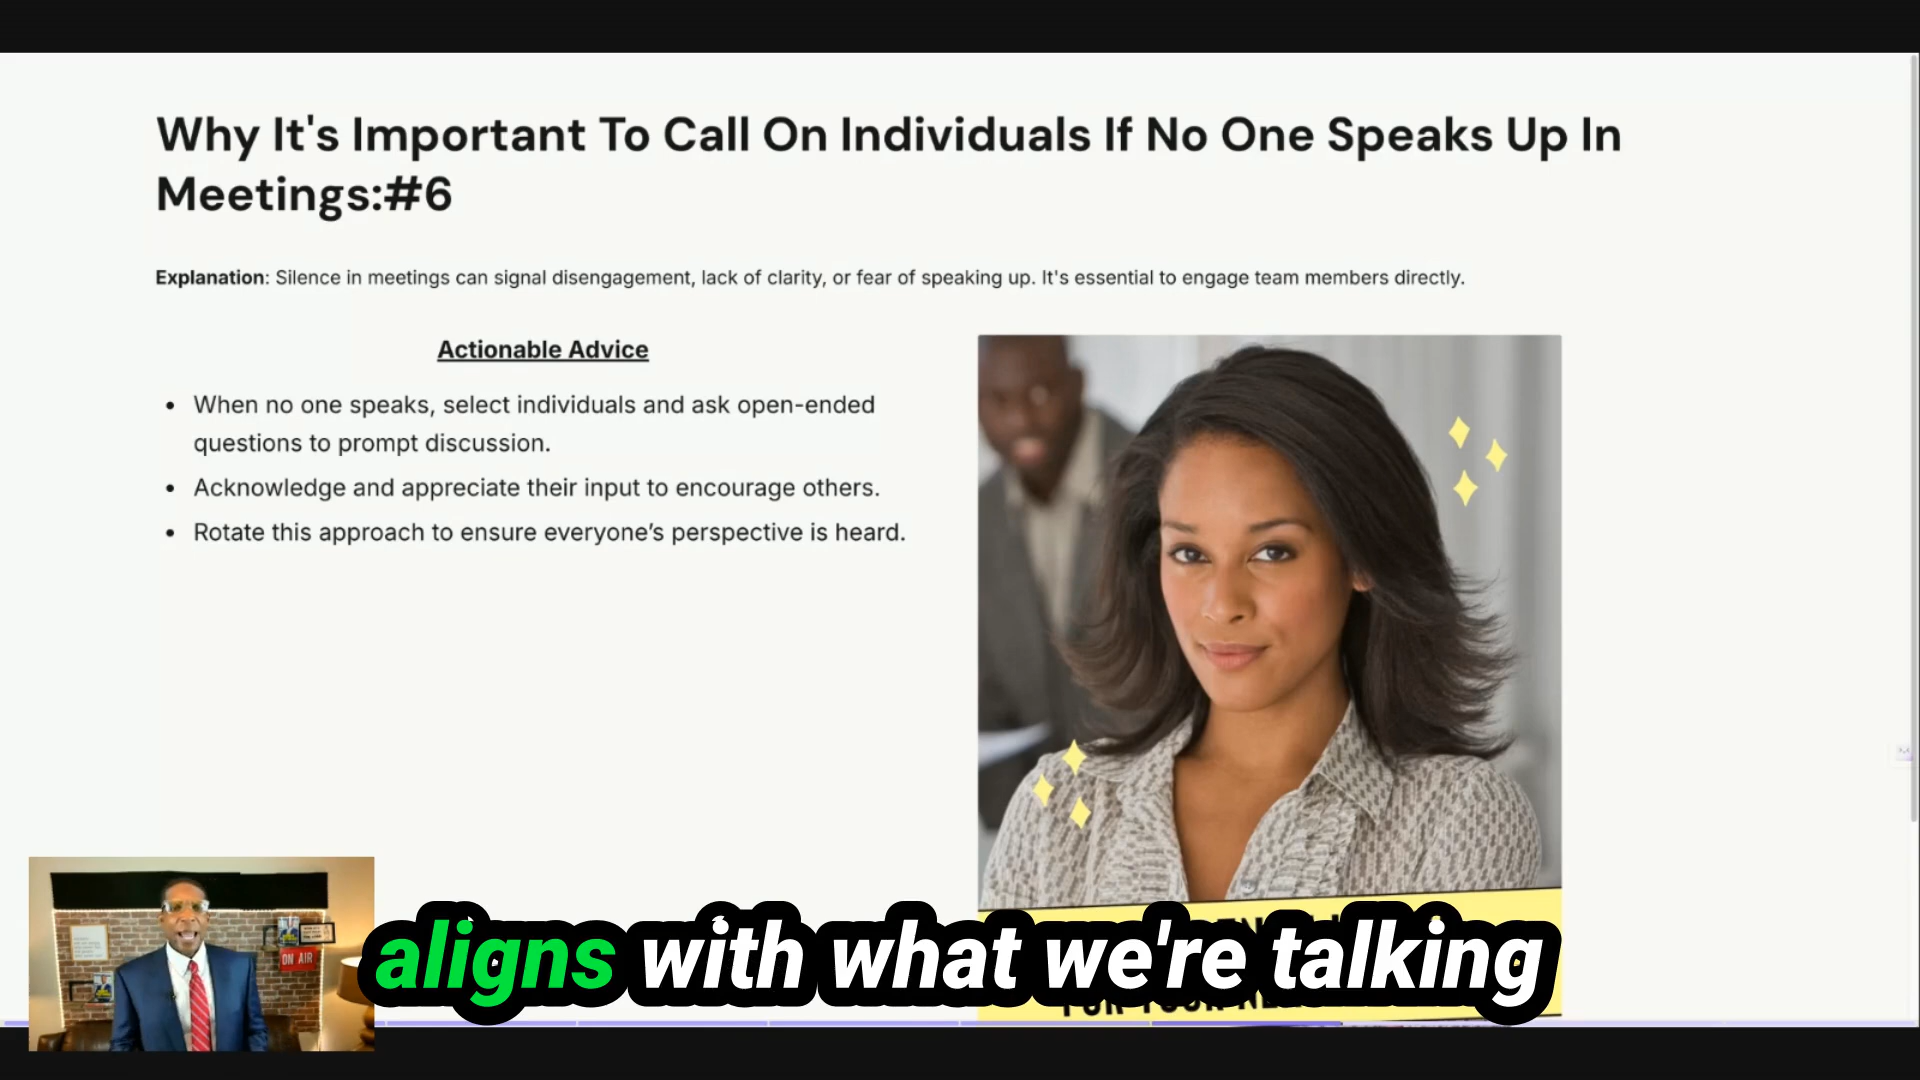 Why It's Important To Call On Individuals If No One Speaks Up In
Meetings:#6
Explanation: Silence in meetings can signal disengagement, lack of clarity, or fear of speaking up. It's essential to engage team members directly.
Actionable Advice
• When no one speaks, select individuals and ask open-ended
questions to prompt discussion.
• Acknowledge and appreciate their input to encourage others.
• Rotate this approach to ensure everyone’s perspective is heard.
ON AIR
aligns with what we're talking